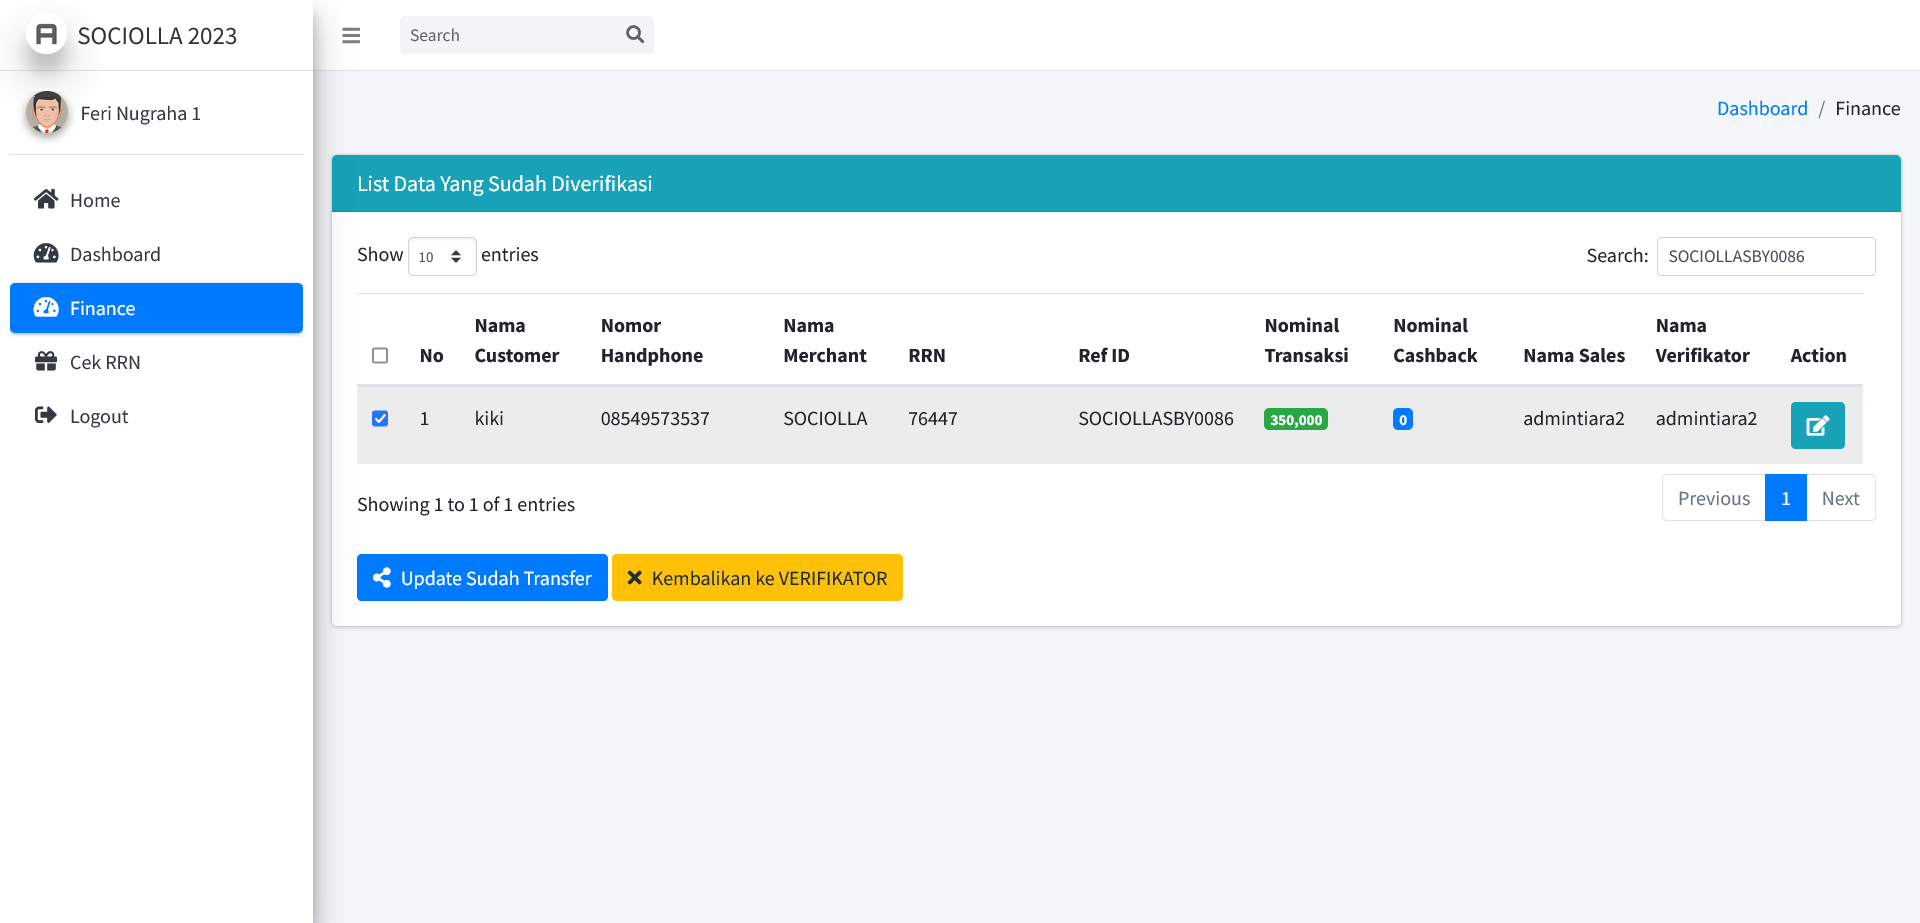 SOCIOLLA 2023
Search
Feri Nugraha 1
Home
Dashboard
Finance
Cek RRN
Logout
Dashboard / Finance
List Data Yang Sudah Diverifikasi
Show 10 entries
Search: SOCIOLLASBY0086
No Nama Customer Nomor Handphone Nama Merchant RRN Ref ID Nominal Transaksi Nominal Cashback Nama Sales Nama Verifikator Action
1 kiki 08549573537 SOCIOLLA 76447 SOCIOLLASBY0086 350,000 0 admintiara2 admintiara2
Showing 1 to 1 of 1 entries
Previous 1 Next
Update Sudah Transfer
Kembalikan ke VERIFIKATOR